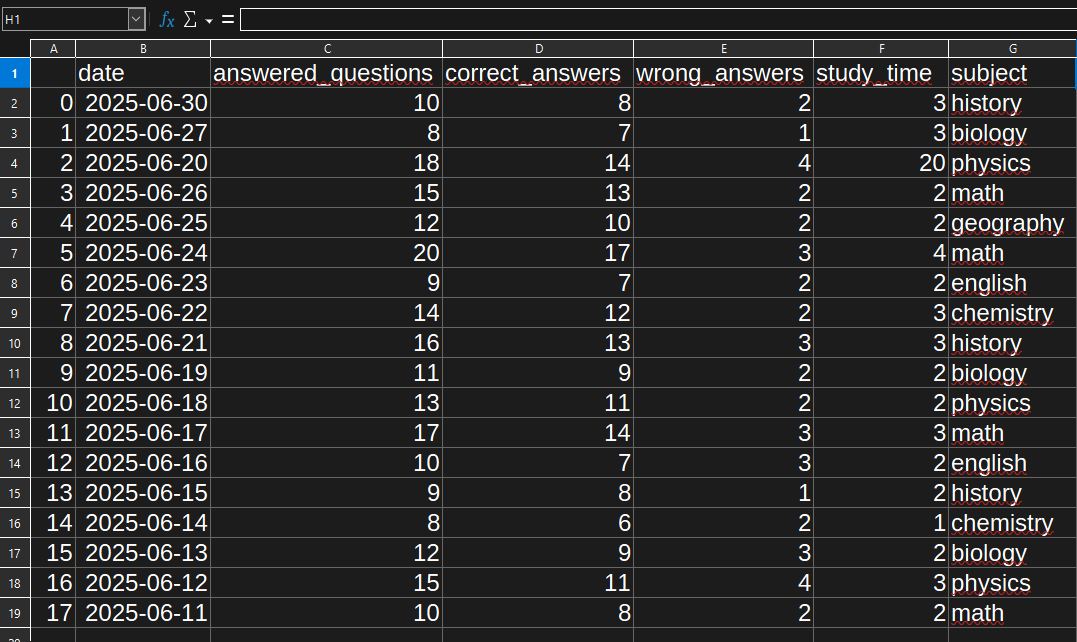 H1 fx Σ =
A B C D E F G
1 date answered_questions correct_answers wrong_answers study_time subject
2 0 2025-06-30 10 8 2 3 history
3 1 2025-06-27 8 7 1 3 biology
4 2 2025-06-20 18 14 4 20 physics
5 3 2025-06-26 15 13 2 2 math
6 4 2025-06-25 12 10 2 2 geography
7 5 2025-06-24 20 17 3 4 math
8 6 2025-06-23 9 7 2 2 english
9 7 2025-06-22 14 12 2 3 chemistry
10 8 2025-06-21 16 13 3 3 history
11 9 2025-06-19 11 9 2 2 biology
12 10 2025-06-18 13 11 2 2 physics
13 11 2025-06-17 17 14 3 3 math
14 12 2025-06-16 10 7 3 2 english
15 13 2025-06-15 9 8 1 2 history
16 14 2025-06-14 8 6 2 1 chemistry
17 15 2025-06-13 12 9 3 2 biology
18 16 2025-06-12 15 11 4 3 physics
19 17 2025-06-11 10 8 2 2 math